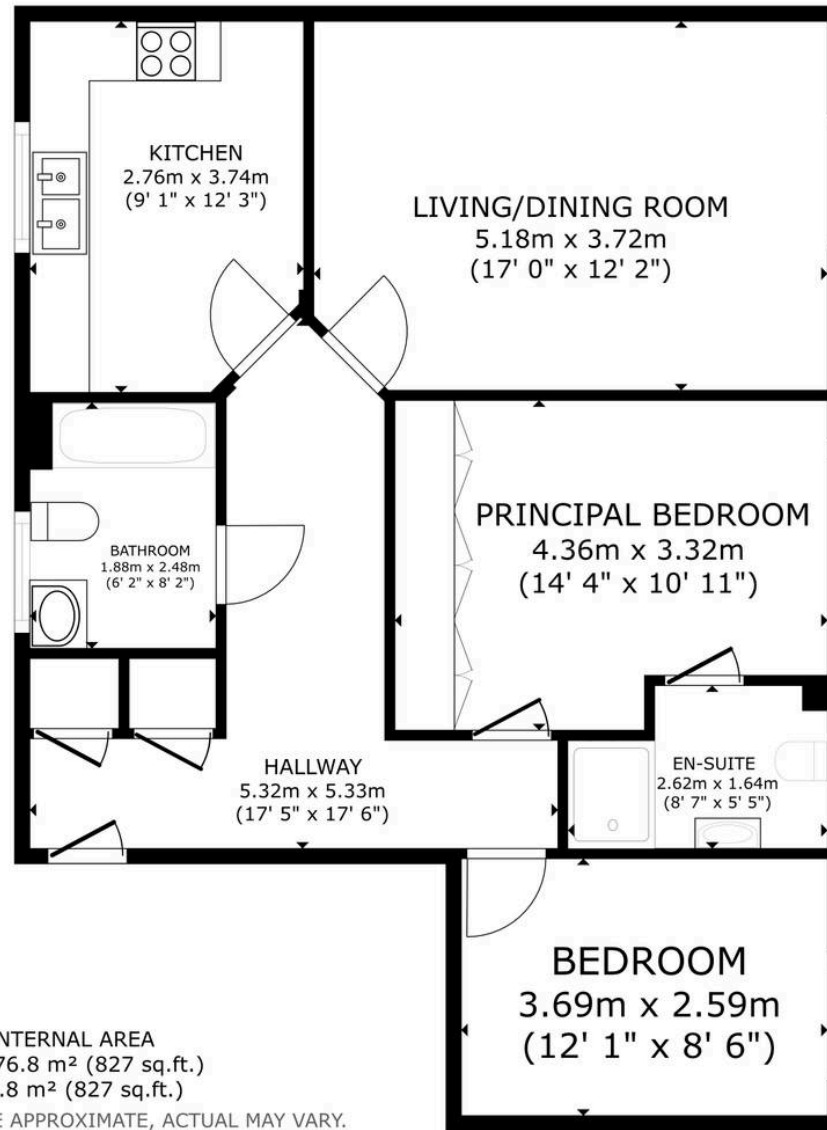 KITCHEN
2.76m x 3.74m
(9' 1" x 12' 3")
LIVING/DINING ROOM
5.18m x 3.72m
(17' 0" x 12' 2")
PRINCIPAL BEDROOM
4.36m x 3.32m
(14' 4" x 10' 11")
BATHROOM
1.88m x 2.48m
(6' 2" x 8' 2")
HALLWAY
5.32m x 5.33m
(17' 5" x 17' 6")
EN-SUITE
2.62m x 1.64m
(8' 7" x 5' 5")
BEDROOM
3.69m x 2.59m
(12' 1" x 8' 6")
NTERNAL AREA
76.8 m² (827 sq.ft.)
.8 m² (827 sq.ft.)
E APPROXIMATE, ACTUAL MAY VARY.